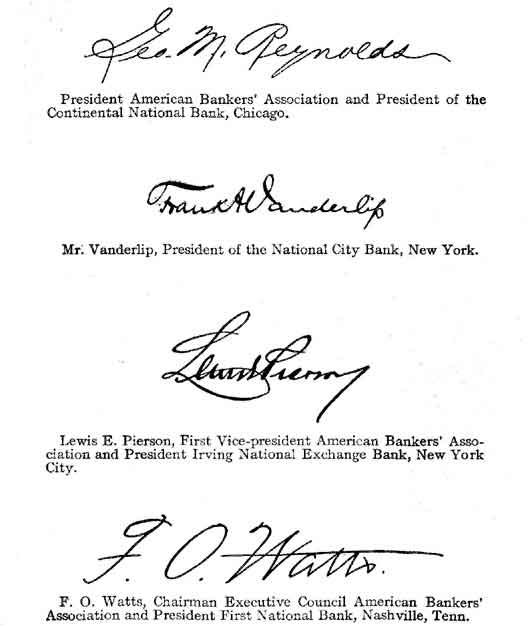 Geo. M. Reynolds
President American Bankers' Association and President of the
Continental National Bank, Chicago.
Frank A Vanderlip
Mr. Vanderlip, President of the National City Bank, New York.
Lewis E Pierson
Lewis E. Pierson, First Vice-president American Bankers' Asso-
ciation and President Irving National Exchange Bank, New York
City.
F. O. Watts.
F. O. Watts, Chairman Executive Council American Bankers'
Association and President First National Bank, Nashville, Tenn.